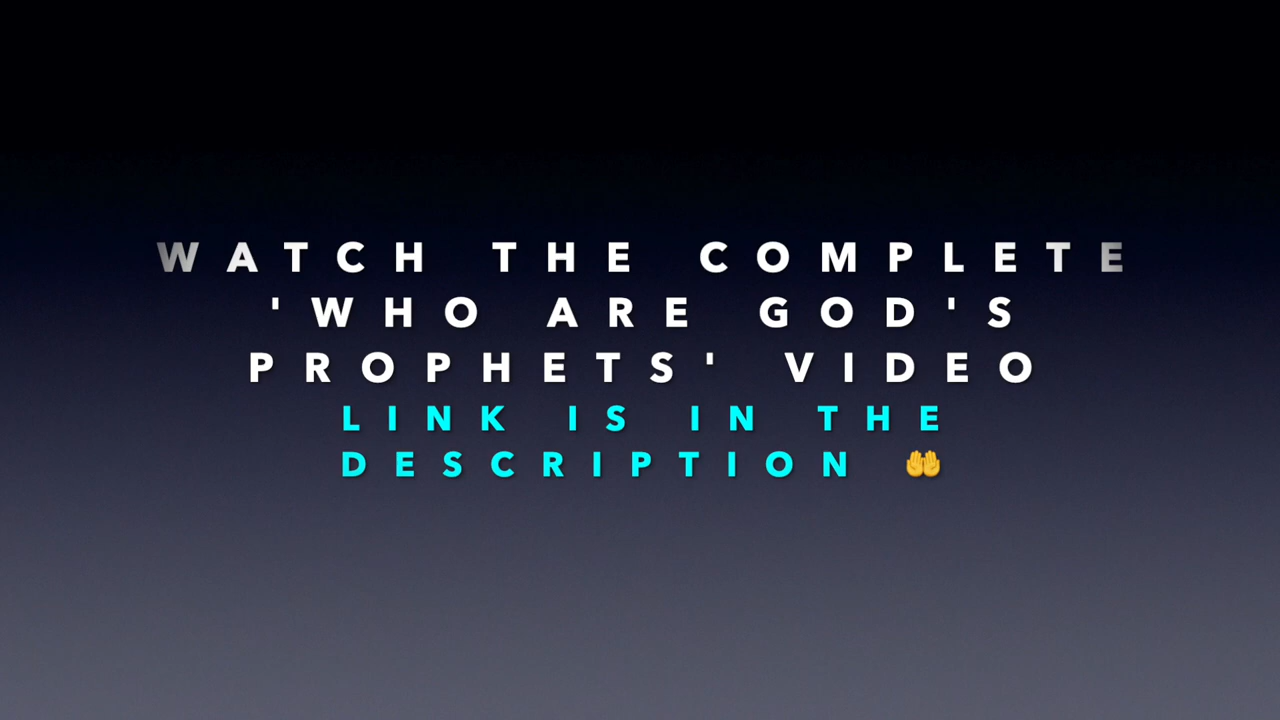 WATCH THE COMPLETE
'WHO ARE GOD'S
PROPHETS' VIDEO
LINK IS IN THE
DESCRIPTION 🤲